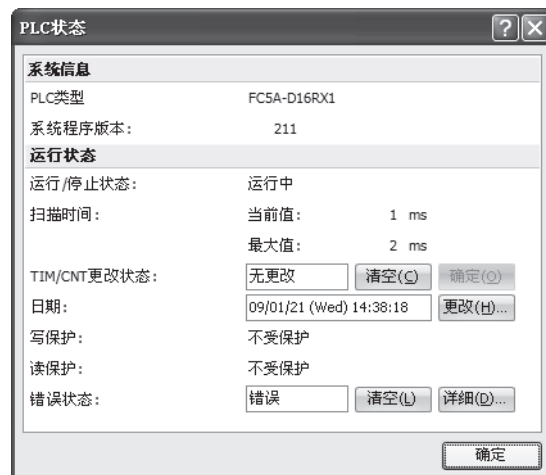 PLC状态
系统信息
PLC类型 FC5A-D16RX1
系统程序版本: 211
运行状态
运行/停止状态: 运行中
扫描时间: 当前值: 1 ms
最大值: 2 ms
TIM/CNT更改状态: 无更改 清空(C) 确定(O)
日期: 09/01/21 (Wed) 14:38:18 更改(H)...
写保护: 不受保护
读保护: 不受保护
错误状态: 错误 清空(L) 详细(D)...
确定